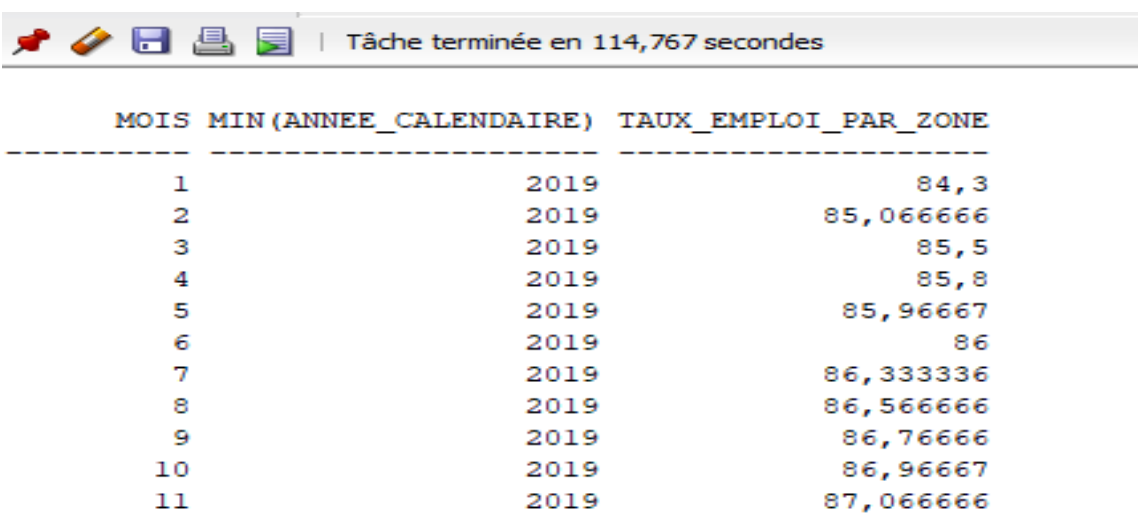 Tâche terminée en 114,767 secondes
MOIS MIN(ANNEE_CALENDAIRE) TAUX_EMPLOI_PAR_ZONE
---------- --------------------- --------------------
1 2019 84,3
2 2019 85,066666
3 2019 85,5
4 2019 85,8
5 2019 85,96667
6 2019 86
7 2019 86,333336
8 2019 86,566666
9 2019 86,76666
10 2019 86,96667
11 2019 87,066666